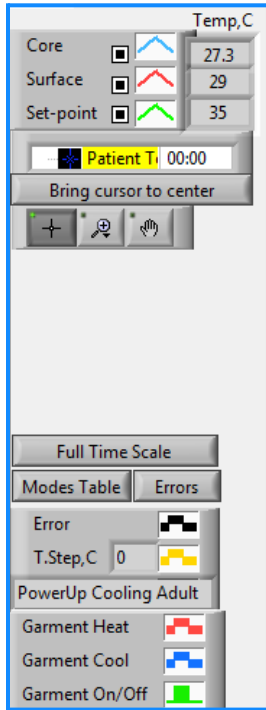 Temp,C
Core 27.3
Surface 29
Set-point 35
Patient T 00:00
Bring cursor to center
Full Time Scale
Modes Table Errors
Error
T.Step,C 0
PowerUp Cooling Adult
Garment Heat
Garment Cool
Garment On/Off